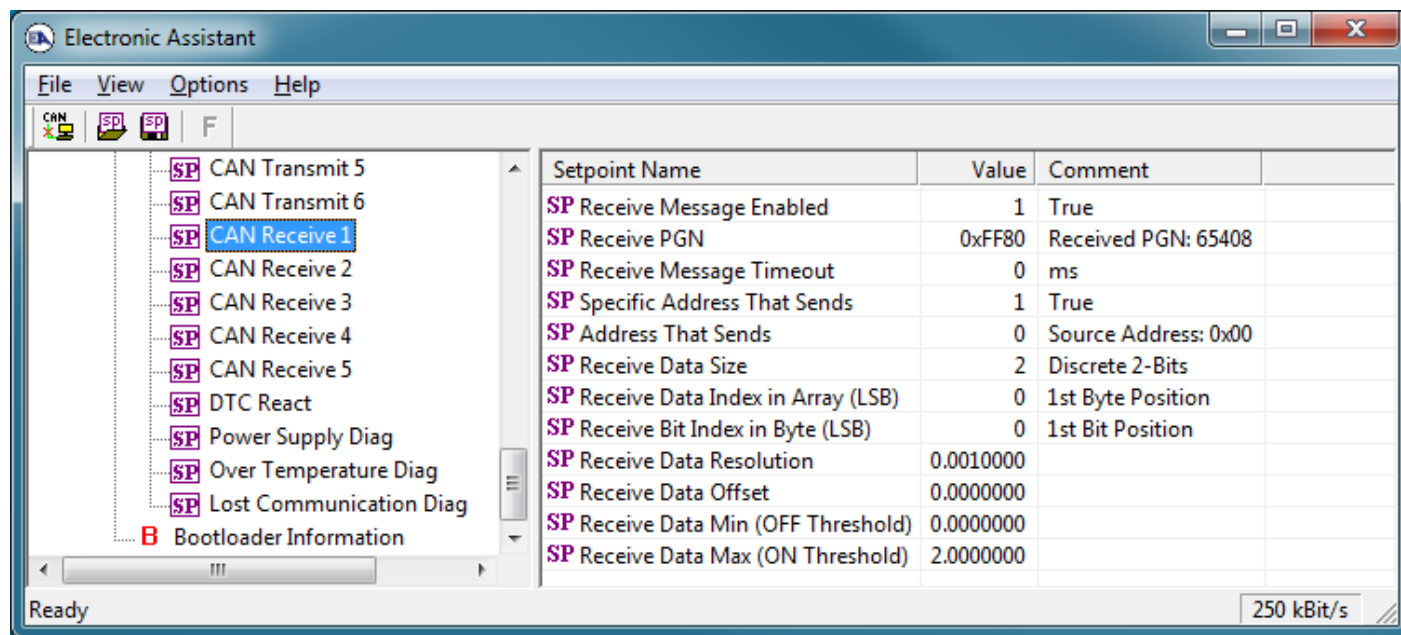 EA Electronic Assistant
File View Options Help
CAN SP SP F
SP CAN Transmit 5
SP CAN Transmit 6
SP CAN Receive 1
SP CAN Receive 2
SP CAN Receive 3
SP CAN Receive 4
SP CAN Receive 5
SP DTC React
SP Power Supply Diag
SP Over Temperature Diag
SP Lost Communication Diag
B Bootloader Information
Setpoint Name Value Comment
SP Receive Message Enabled 1 True
SP Receive PGN 0xFF80 Received PGN: 65408
SP Receive Message Timeout 0 ms
SP Specific Address That Sends 1 True
SP Address That Sends 0 Source Address: 0x00
SP Receive Data Size 2 Discrete 2-Bits
SP Receive Data Index in Array (LSB) 0 1st Byte Position
SP Receive Bit Index in Byte (LSB) 0 1st Bit Position
SP Receive Data Resolution 0.0010000
SP Receive Data Offset 0.0000000
SP Receive Data Min (OFF Threshold) 0.0000000
SP Receive Data Max (ON Threshold) 2.0000000
Ready 250 kBit/s